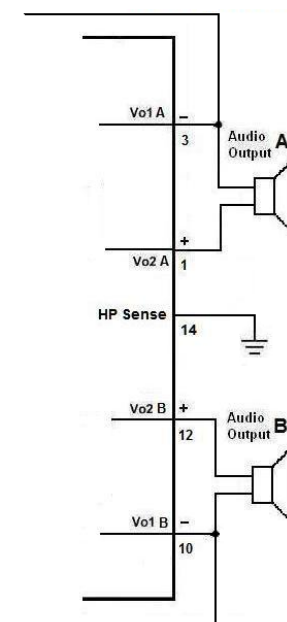 Vo1 A −
3
Audio
Output A
+
Vo2 A 1
HP Sense
14
Vo2 B +
12
Audio
Output B
Vo1 B −
10